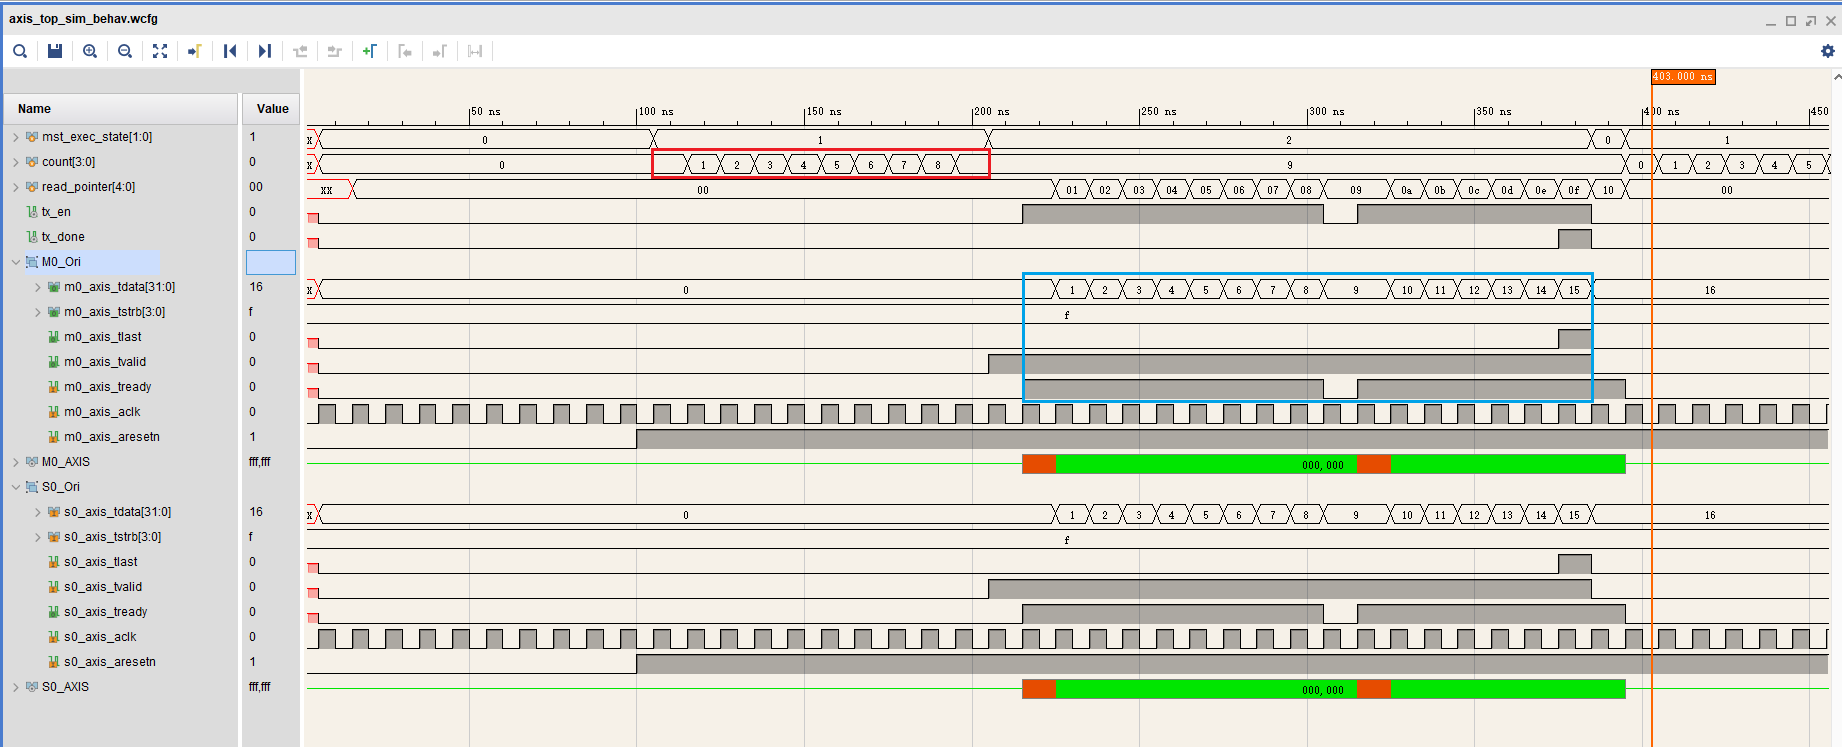 axis_top_sim_behav.wcfg
403.000 ns
Name Value
50 ns 100 ns 150 ns 200 ns 250 ns 300 ns 350 ns 400 ns 450
mst_exec_state[1:0] 1 X 0 1 2 0 1
count[3:0] 0 X 0 1 2 3 4 5 6 7 8 9 0 1 2 3 4 5
read_pointer[4:0] 00 XX 00 01 02 03 04 05 06 07 08 09 0a 0b 0c 0d 0e 0f 10 00
tx_en 0
tx_done 0
M0_Ori
m0_axis_tdata[31:0] 16 X 0 1 2 3 4 5 6 7 8 9 10 11 12 13 14 15 16
m0_axis_tstrb[3:0] f f
m0_axis_tlast 0
m0_axis_tvalid 0
m0_axis_tready 0
m0_axis_aclk 0
m0_axis_aresetn 1
M0_AXIS fff,fff 000,000
S0_Ori
s0_axis_tdata[31:0] 16 X 0 1 2 3 4 5 6 7 8 9 10 11 12 13 14 15 16
s0_axis_tstrb[3:0] f f
s0_axis_tlast 0
s0_axis_tvalid 0
s0_axis_tready 0
s0_axis_aclk 0
s0_axis_aresetn 1
S0_AXIS fff,fff 000,000